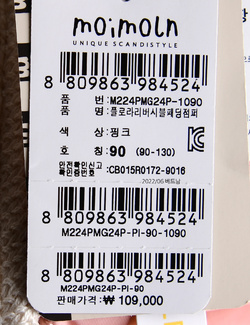 moimoln
UNIQUE SCANDISTYLE
8 809863 984524
품 번: M224PMG24P-1090
품 명: 플로라리버시블패딩점퍼
색 상: 핑크
호 칭: 90 (90-130)
안전확인신고
확인증번호 :CB015R0172-9016
2022/06 베트남
8 809863 984524
M224PMG24P-PI-90-1090
8 809863 984524
M224PMG24P-PI-90
판매가격: ₩ 109,000